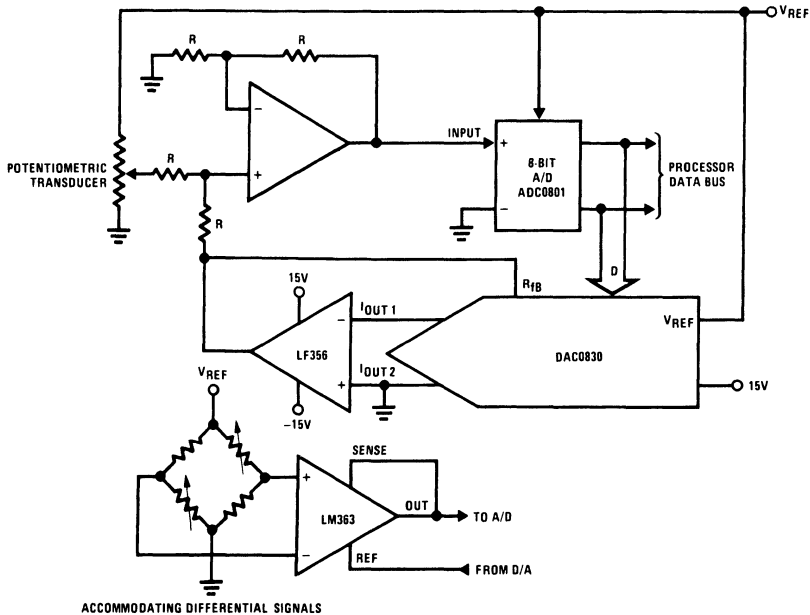 VREF
R
R
−
+
INPUT
+
−
8-BIT
A/D
ADC0801
PROCESSOR
DATA BUS
POTENTIOMETRIC
TRANSDUCER
R
R
D
RfB
15V
IOUT 1
−
VREF
LF356
DAC0830
IOUT 2
+
15V
−15V
VREF
SENSE
+
OUT
TO A/D
LM363
−
REF
FROM D/A
ACCOMMODATING DIFFERENTIAL SIGNALS